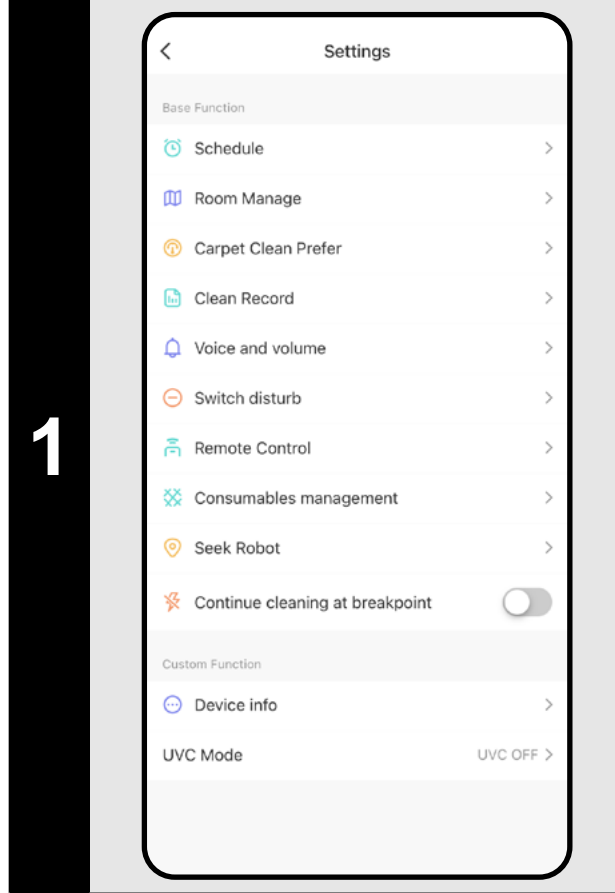 Settings
Base Function
Schedule
Room Manage
Carpet Clean Prefer
Clean Record
Voice and volume
Switch disturb
1
Remote Control
Consumables management
Seek Robot
Continue cleaning at breakpoint
Custom Function
Device info
UVC Mode UVC OFF